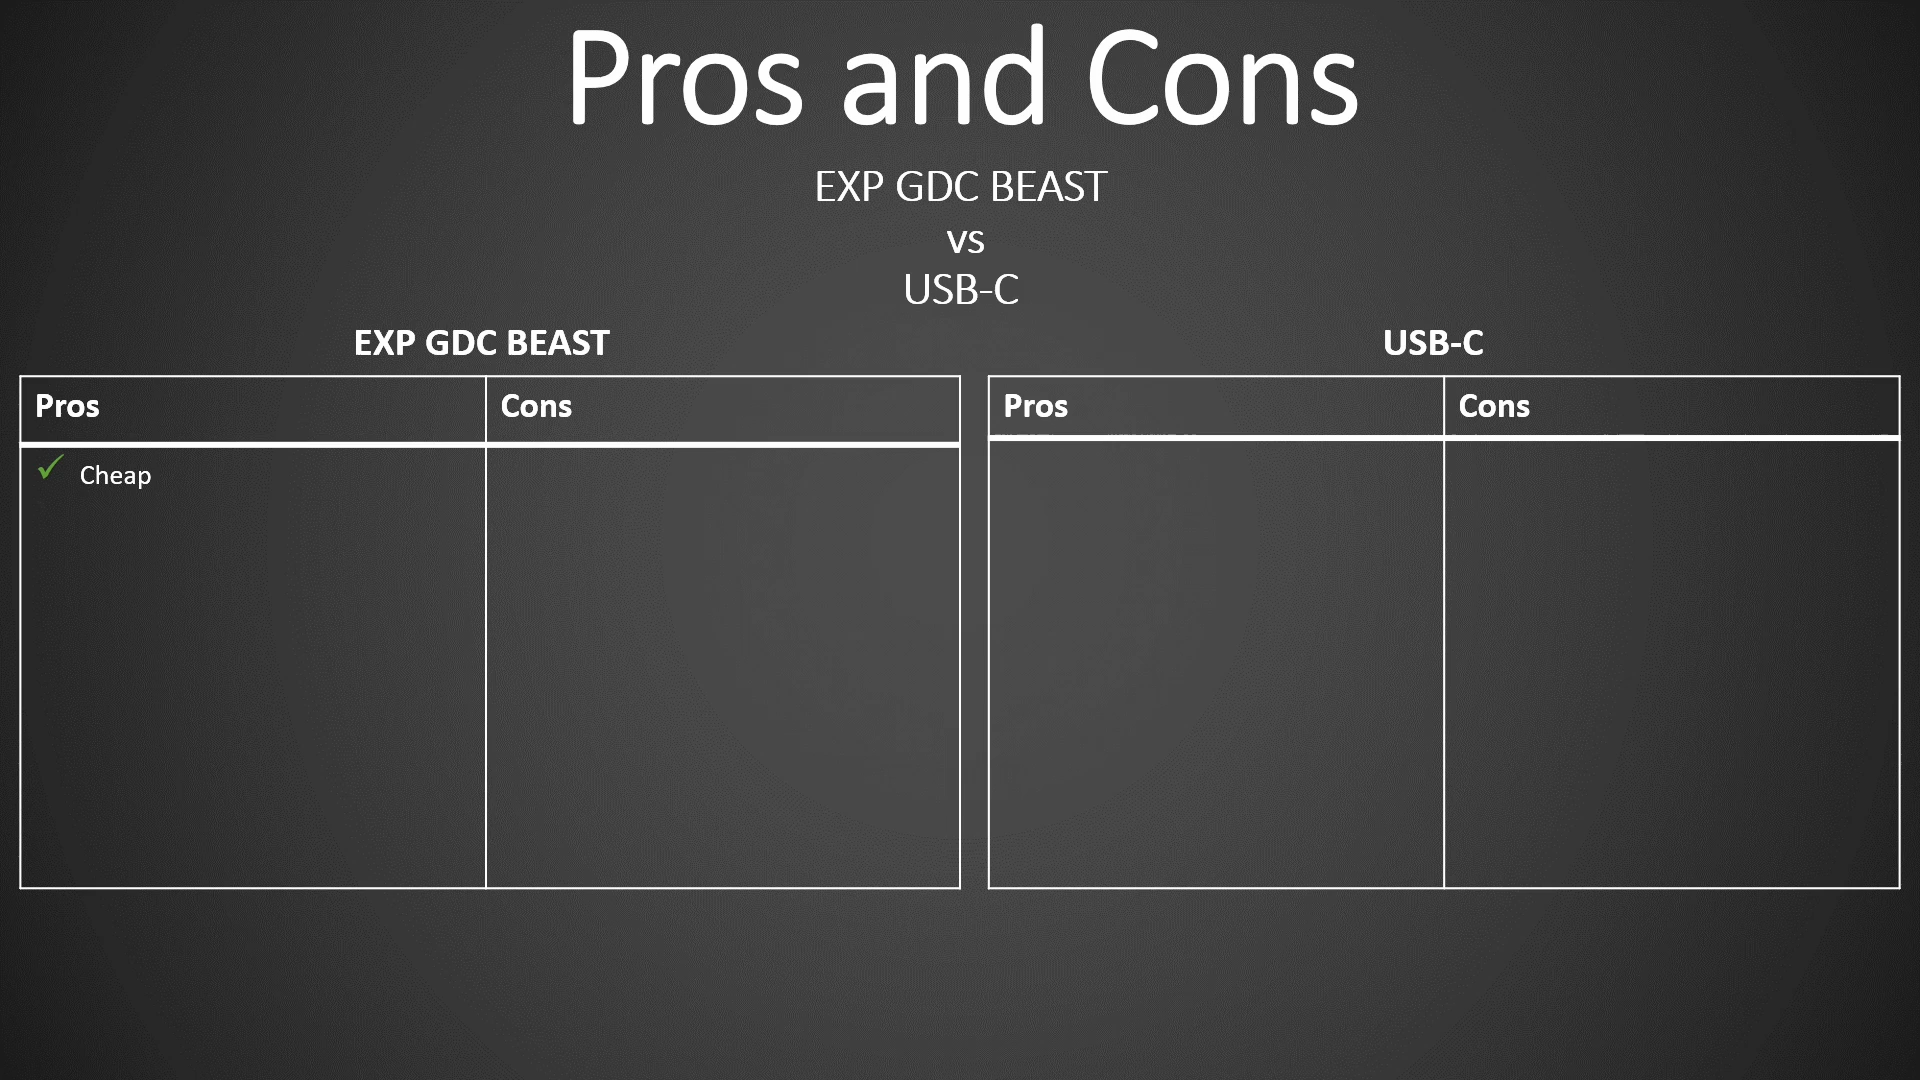 Pros and Cons
EXP GDC BEAST
vs
USB-C
EXP GDC BEAST
Pros
Cons
Cheap
USB-C
Pros
Cons